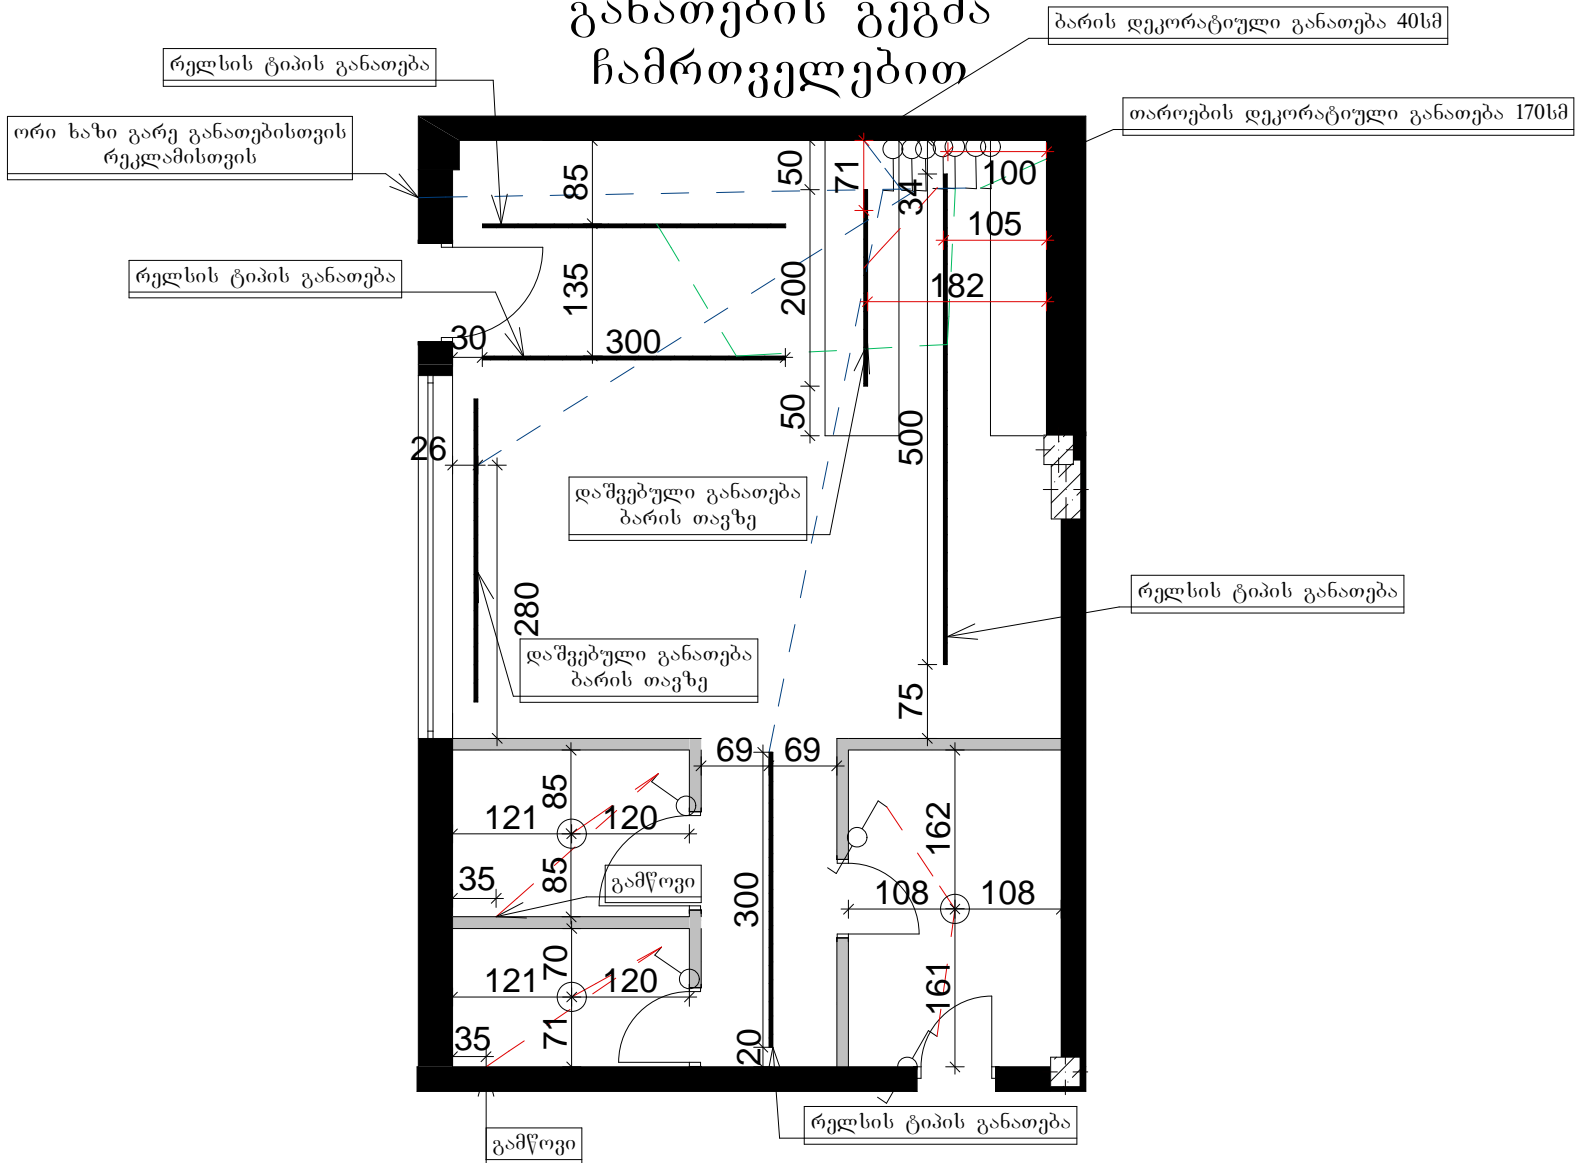 განათების გეგმა
ჩამრთველებით
ბარის დეკორატიული განათება 40სმ
რელსის ტიპის განათება
თაროების დეკორატიული განათება 170სმ
ორი ხაზი გარე განათებისთვის
რეკლამისთვის
50
71
34
100
85
105
რელსის ტიპის განათება
135
200
182
30
300
50
500
26
დაშვებული განათება
ბარის თავზე
280
რელსის ტიპის განათება
დაშვებული განათება
ბარის თავზე
75
69
69
85
121
120
162
85
35
გამწოვი
300
108
108
70
121
120
161
71
35
20
რელსის ტიპის განათება
გამწოვი